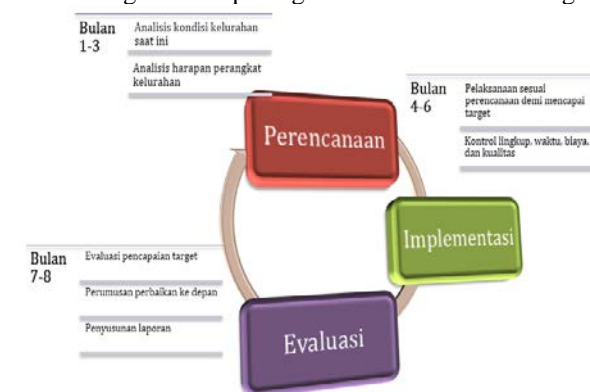 Bulan
1-3
Analisis kondisi kelurahan
saat ini
Analisis harapan perangkat
kelurahan
Perencanaan
Bulan
4-6
Pelaksanaan sesuai
perencanaan demi mencapai
target
Kontrol lingkup, waktu, biaya,
dan kualitas
Implementasi
Bulan
7-8
Evaluasi pencapaian target
Perumusan perbaikan ke depan
Penyusunan laporan
Evaluasi